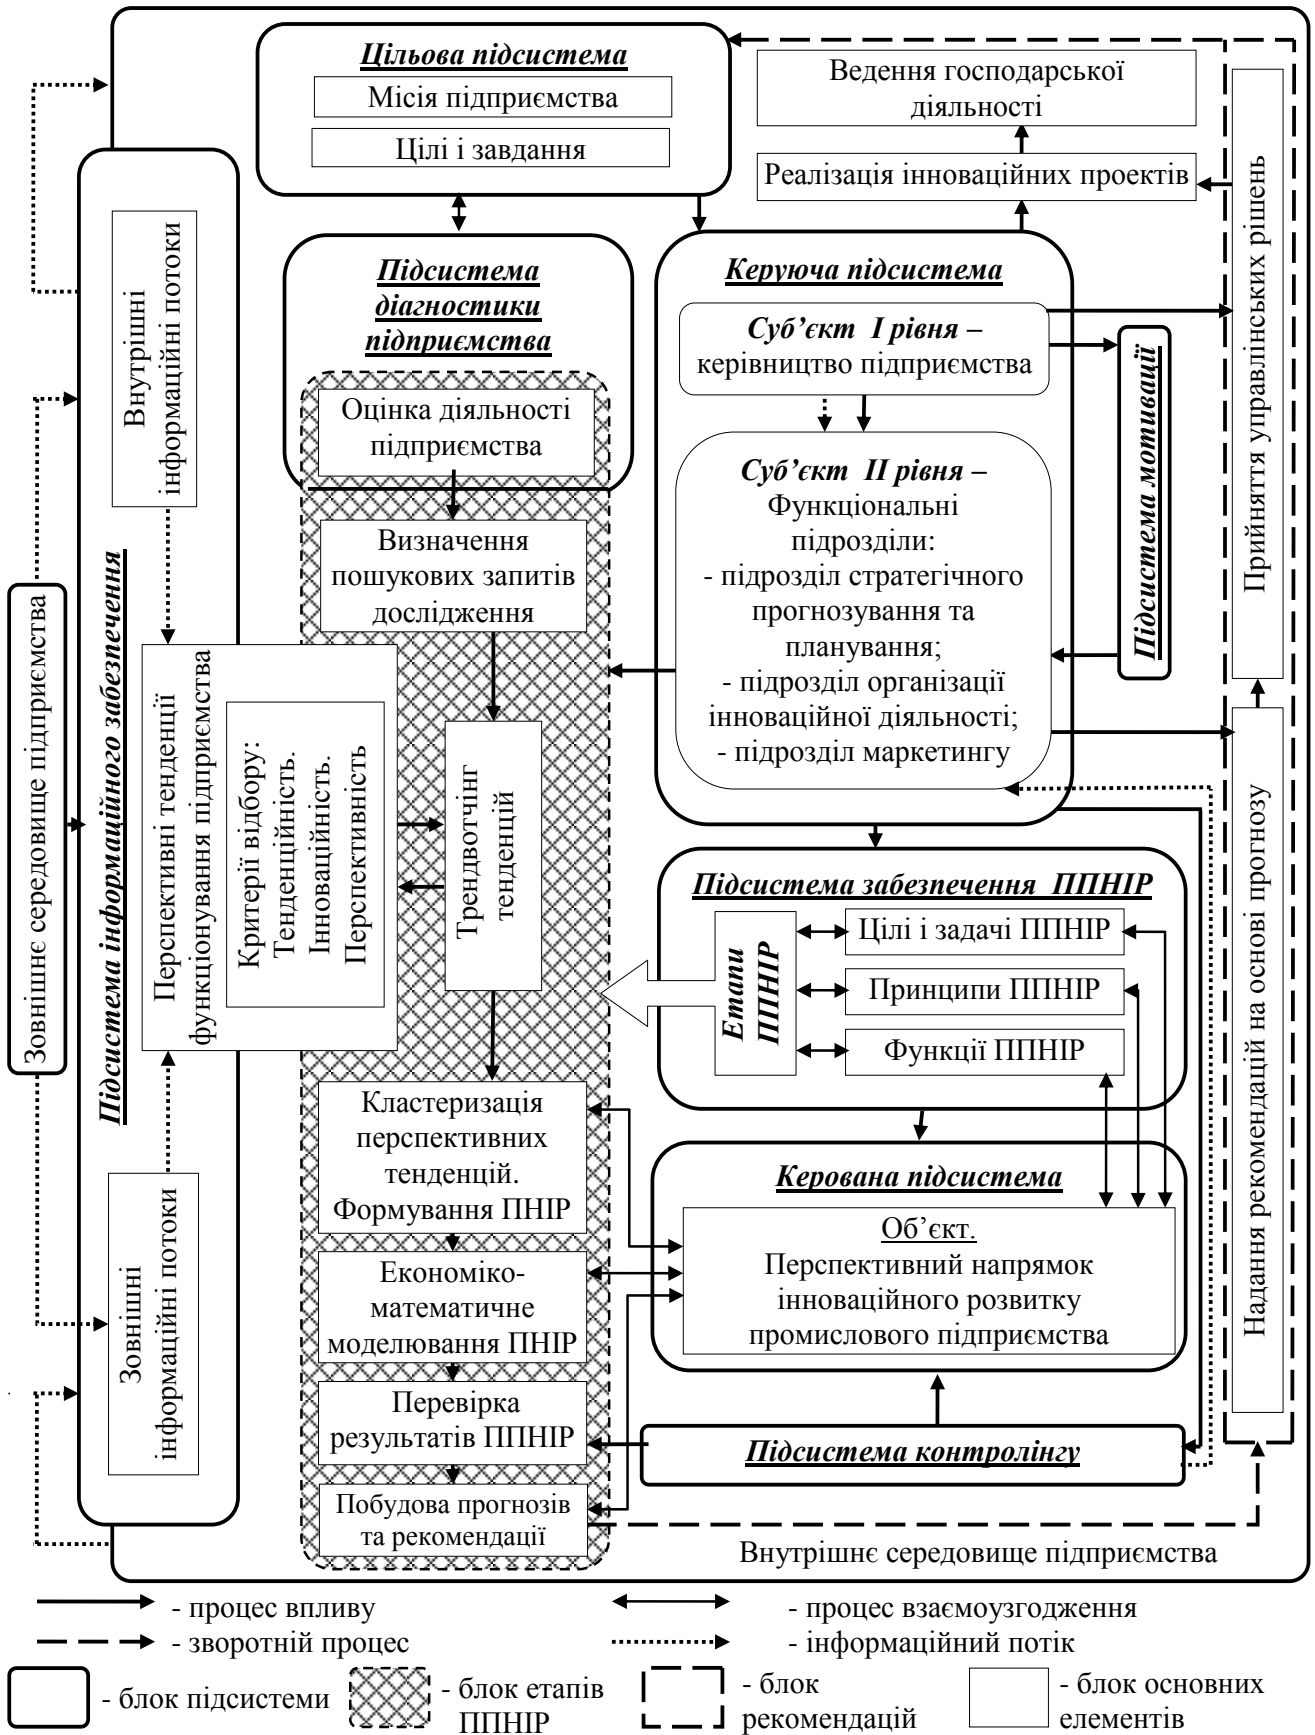 Цільова підсистема
Місія підприємства
Цілі і завдання
Ведення господарської
діяльності
Реалізація інноваційних проектів
Підсистема
діагностики
підприємства
Оцінка діяльності
підприємства
Визначення
пошукових запитів
дослідження
Трендвотчінг
тенденцій
Кластеризація
перспективних
тенденцій.
Формування ПНІР
Економіко-
математичне
моделювання ПНІР
Перевірка
результатів ППНІР
Побудова прогнозів
та рекомендації
Керуюча підсистема
Суб’єкт І рівня –
керівництво підприємства
Суб’єкт ІІ рівня –
Функціональні
підрозділи:
- підрозділ стратегічного
прогнозування та
планування;
- підрозділ організації
інноваційної діяльності;
- підрозділ маркетингу
Підсистема мотивації
Прийняття управлінських рішень
Надання рекомендацій на основі прогнозу
Зовнішнє середовище підприємства
Підсистема інформаційного забезпечення
Внутрішні
інформаційні потоки
Перспективні тенденції
функціонування підприємства
Критерії відбору:
Тенденційність.
Інноваційність.
Перспективність
Зовнішні
інформаційні потоки
Підсистема забезпечення ППНІР
Етапи
ППНІР
Цілі і задачі ППНІР
Принципи ППНІР
Функції ППНІР
Керована підсистема
Об’єкт.
Перспективний напрямок
інноваційного розвитку
промислового підприємства
Підсистема контролінгу
Внутрішнє середовище підприємства
- процес впливу
- процес взаємоузгодження
- зворотній процес
- інформаційний потік
- блок підсистеми
- блок етапів
ППНІР
- блок
рекомендацій
- блок основних
елементів